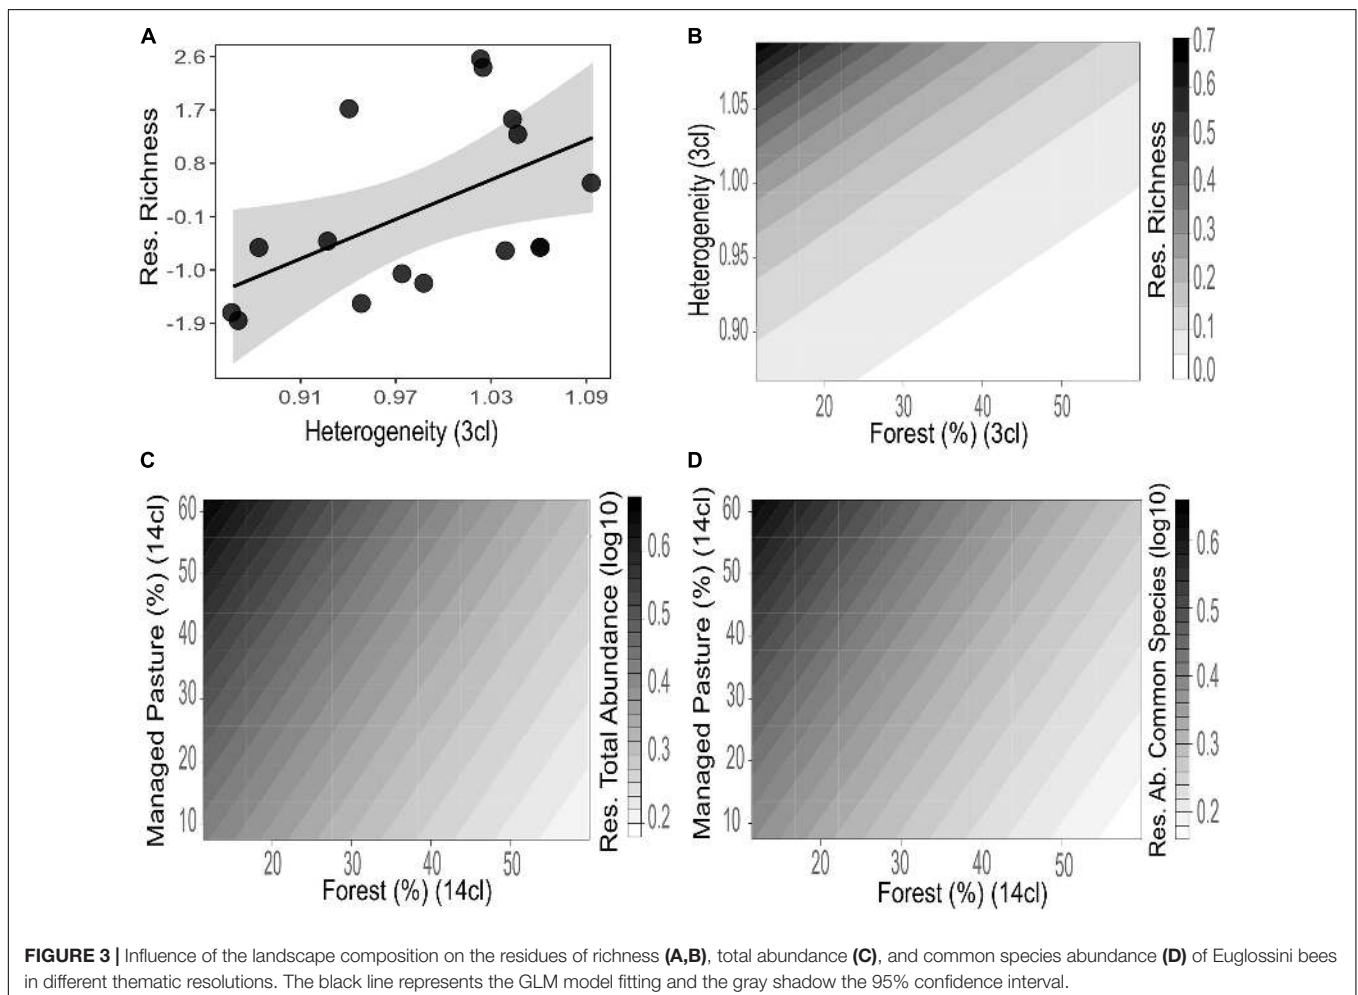 A
2.6
1.7
0.8
-0.1
-1.0
-1.9
Res. Richness
0.91 0.97 1.03 1.09
Heterogeneity (3cl)
B
1.05
1.00
0.95
0.90
Heterogeneity (3cl)
20 30 40 50
Forest (%) (3cl)
Res. Richness
0.7
0.6
0.5
0.4
0.3
0.2
0.1
0.0
C
60
50
40
30
20
10
Managed Pasture (%) (14cl)
20 30 40 50
Forest (%) (14cl)
Res. Total Abundance (log10)
0.6
0.5
0.4
0.3
0.2
D
60
50
40
30
20
10
Managed Pasture (%) (14cl)
20 30 40 50
Forest (%) (14cl)
Res. Ab. Common Species (log10)
0.6
0.5
0.4
0.3
0.2
FIGURE 3 | Influence of the landscape composition on the residues of richness (A,B), total abundance (C), and common species abundance (D) of Euglossini bees
in different thematic resolutions. The black line represents the GLM model fitting and the gray shadow the 95% confidence interval.